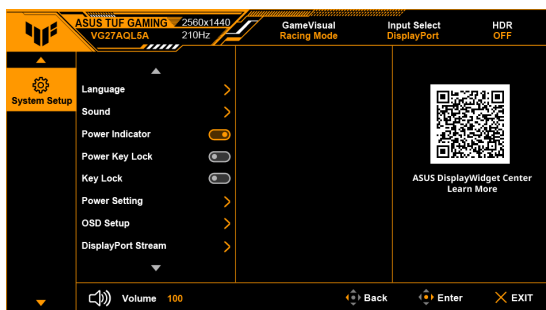 ASUS TUF GAMING 2560x1440
VG27AQL5A 210Hz
GameVisual
Racing Mode
Input Select
DisplayPort
HDR
OFF
System Setup
Language
Sound
Power Indicator
Power Key Lock
Key Lock
Power Setting
OSD Setup
DisplayPort Stream
ASUS DisplayWidget Center
Learn More
Volume 100
Back
Enter
EXIT